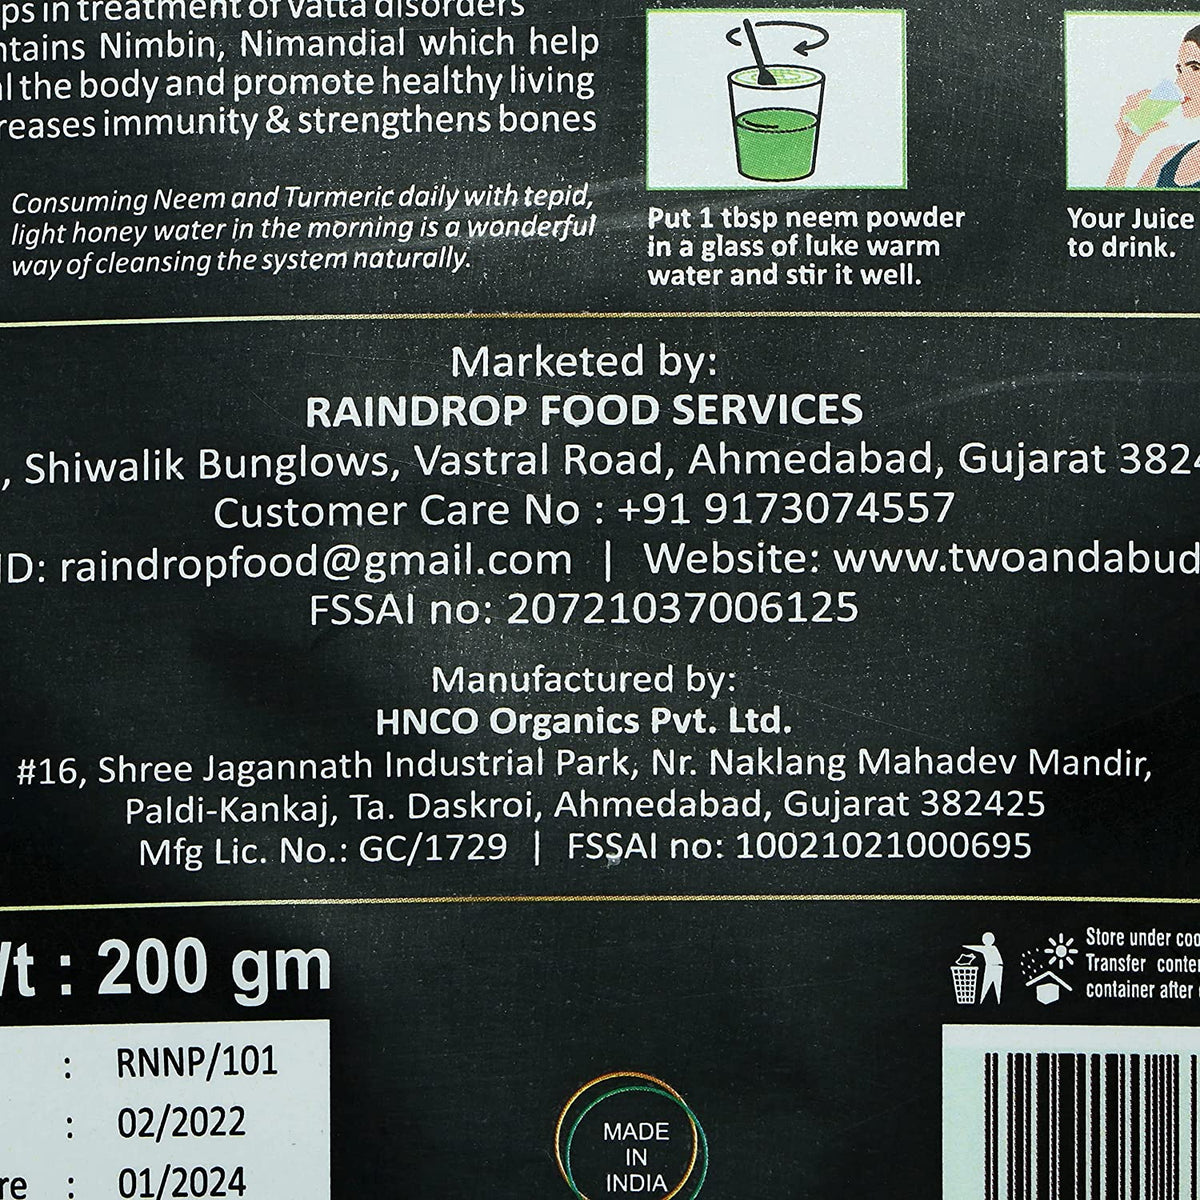 ps in treatment of vatta disorders
ntains Nimbin, Nimandial which help
l the body and promote healthy living
reases immunity & strengthens bones
Consuming Neem and Turmeric daily with tepid,
light honey water in the morning is a wonderful
way of cleansing the system naturally.
Put 1 tbsp neem powder
in a glass of luke warm
water and stir it well.
Your Juice
to drink.
Marketed by:
RAINDROP FOOD SERVICES
, Shiwalik Bunglows, Vastral Road, Ahmedabad, Gujarat 382
Customer Care No : +91 9173074557
ID: raindropfood@gmail.com | Website: www.twoandabud
FSSAI no: 20721037006125
Manufactured by:
HNCO Organics Pvt. Ltd.
#16, Shree Jagannath Industrial Park, Nr. Naklang Mahadev Mandir,
Paldi-Kankaj, Ta. Daskroi, Ahmedabad, Gujarat 382425
Mfg Lic. No.: GC/1729 | FSSAI no: 10021021000695
t : 200 gm
Store under coo
Transfer conten
container after
: RNNP/101
: 02/2022
re : 01/2024
MADE
IN
INDIA